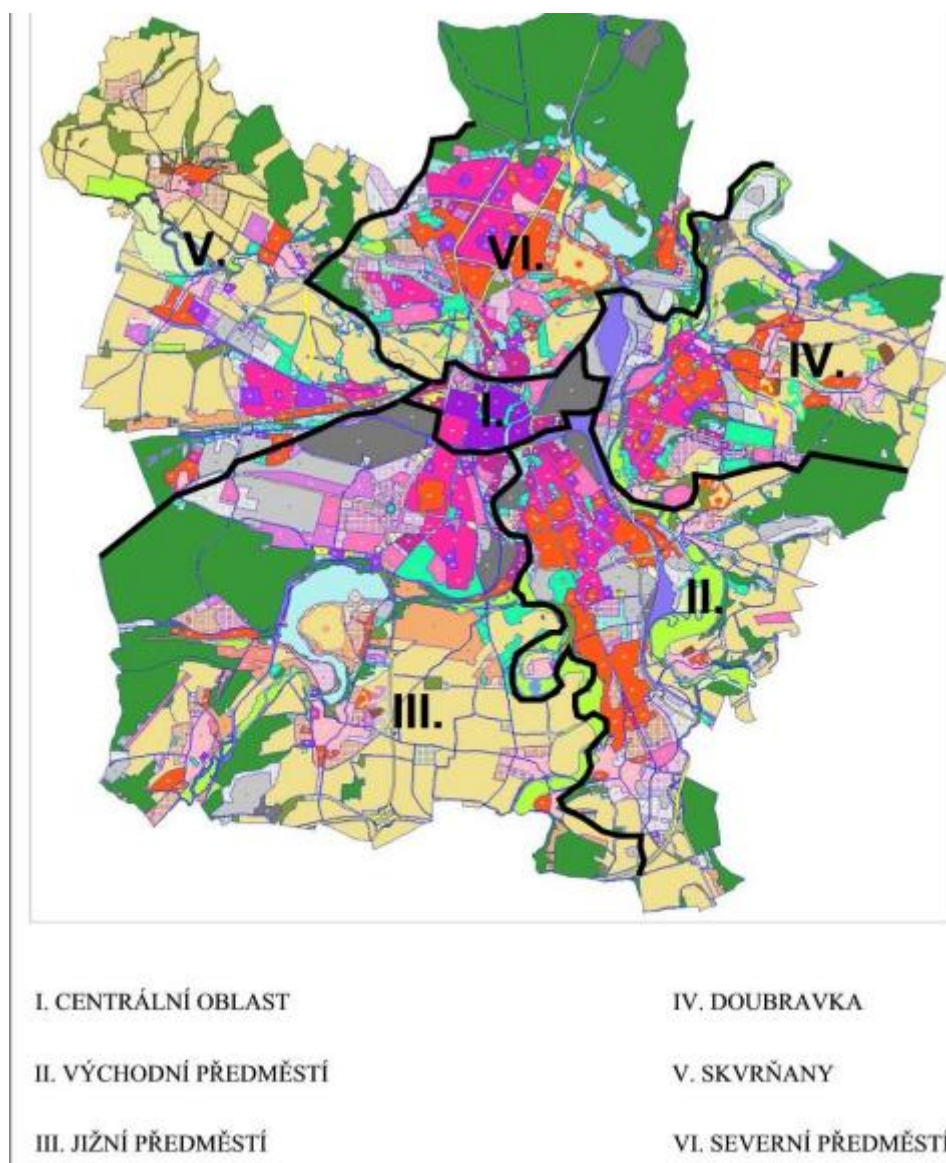 VI.
V.
IV.
I.
II.
III.
I. CENTRÁLNÍ OBLAST
IV. DOUBRAVKA
II. VÝCHODNÍ PŘEDMĚSTÍ
V. SKVRŇANY
III. JIŽNÍ PŘEDMĚSTÍ
VI. SEVERNÍ PŘEDMĚSTÍ